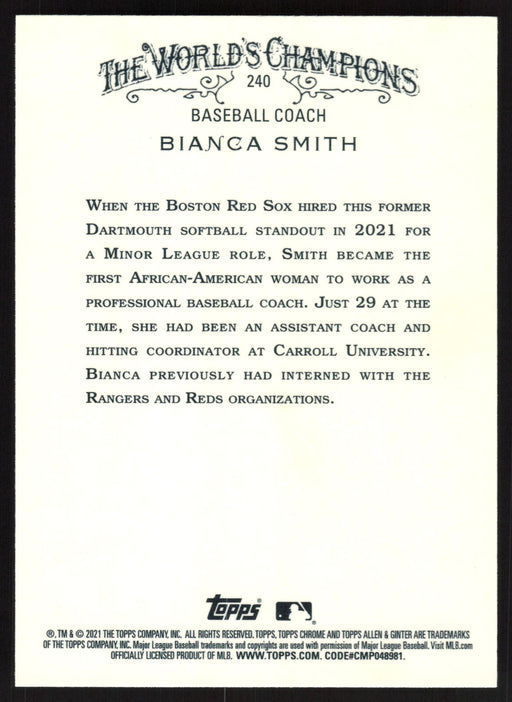 THE WORLD'S CHAMPIONS
240
BASEBALL COACH
BIANCA SMITH
WHEN THE BOSTON RED SOX HIRED THIS FORMER
DARTMOUTH SOFTBALL STANDOUT IN 2021 FOR
A MINOR LEAGUE ROLE, SMITH BECAME THE
FIRST AFRICAN-AMERICAN WOMAN TO WORK AS A
PROFESSIONAL BASEBALL COACH. JUST 29 AT THE
TIME, SHE HAD BEEN AN ASSISTANT COACH AND
HITTING COORDINATOR AT CARROLL UNIVERSITY.
BIANCA PREVIOUSLY HAD INTERNED WITH THE
RANGERS AND REDS ORGANIZATIONS.
Topps
®, TM & © 2021 THE TOPPS COMPANY, INC. ALL RIGHTS RESERVED. TOPPS, TOPPS CHROME AND TOPPS ALLEN & GINTER ARE TRADEMARKS
OF THE TOPPS COMPANY, INC. Major League Baseball trademarks and copyrights are used with permission of Major League Baseball. Visit MLB.com
OFFICIALLY LICENSED PRODUCT OF MLB. WWW.TOPPS.COM. CODE#CMP048981.